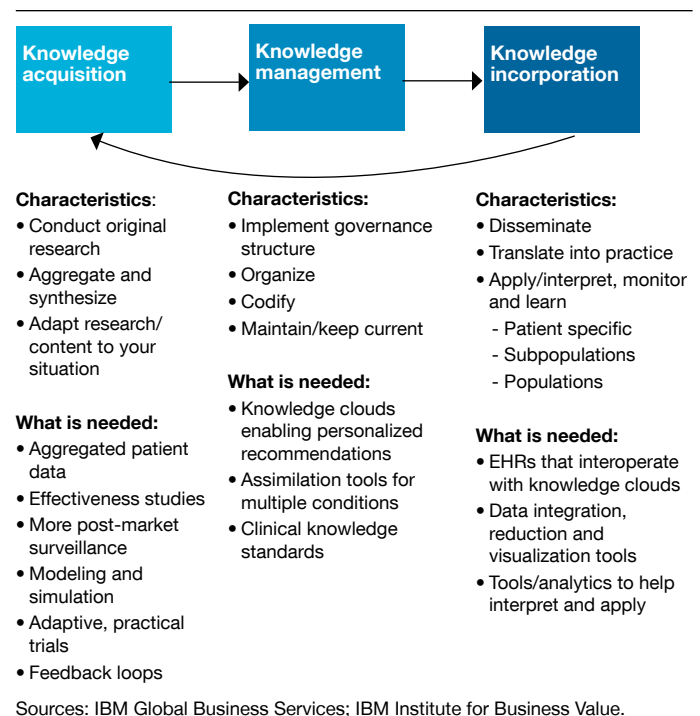 Knowledge
acquisition
Knowledge
management
Knowledge
incorporation
Characteristics:
• Conduct original
research
• Aggregate and
synthesize
• Adapt research/
content to your
situation
What is needed:
• Aggregated patient
data
• Effectiveness studies
• More post-market
surveillance
• Modeling and
simulation
• Adaptive, practical
trials
• Feedback loops
Characteristics:
• Implement governance
structure
• Organize
• Codify
• Maintain/keep current
What is needed:
• Knowledge clouds
enabling personalized
recommendations
• Assimilation tools for
multiple conditions
• Clinical knowledge
standards
Characteristics:
• Disseminate
• Translate into practice
• Apply/interpret, monitor
and learn
- Patient specific
- Subpopulations
- Populations
What is needed:
• EHRs that interoperate
with knowledge clouds
• Data integration,
reduction and
visualization tools
• Tools/analytics to help
interpret and apply
Sources: IBM Global Business Services; IBM Institute for Business Value.